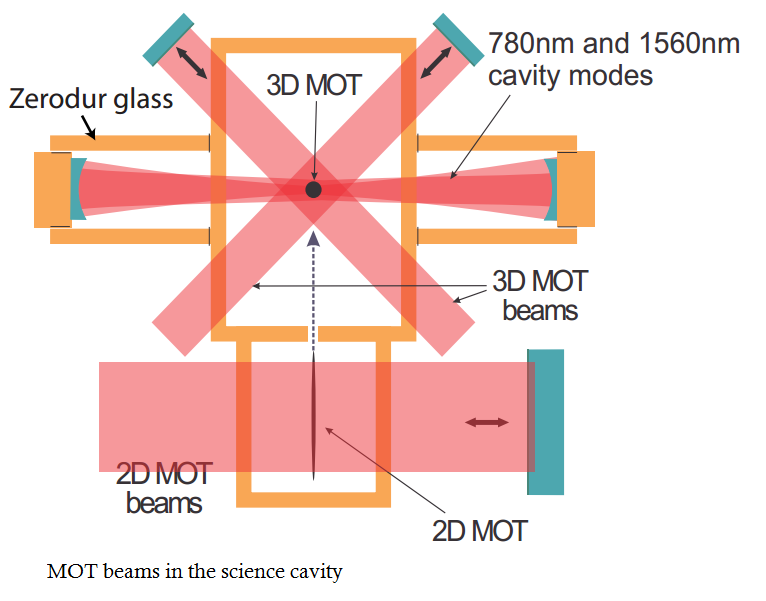 780nm and 1560nm
cavity modes
3D MOT
Zerodur glass
3D MOT
beams
2D MOT
beams
2D MOT
MOT beams in the science cavity